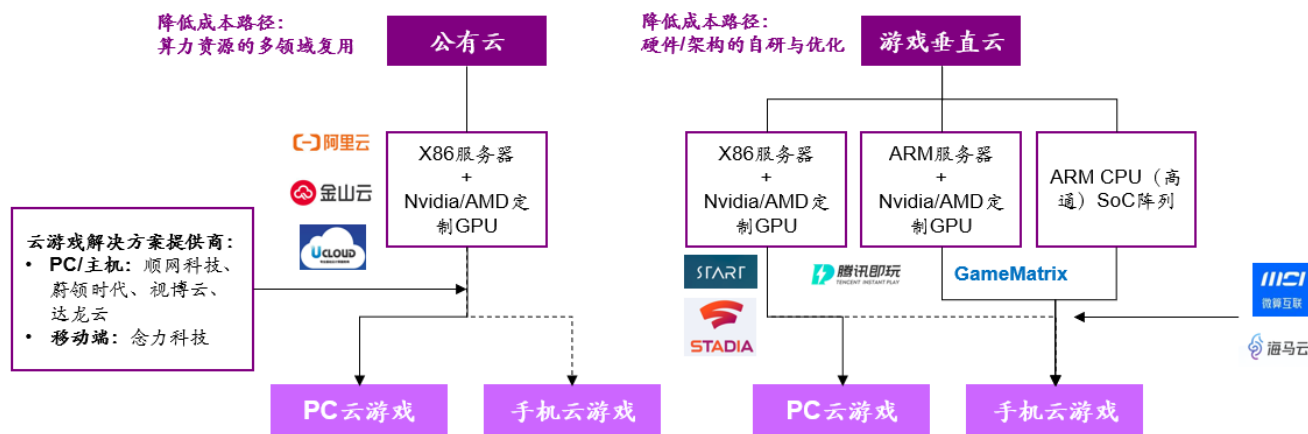 降低成本路径：
算力资源的多领域复用
公有云
降低成本路径：
硬件/架构的自研与优化
游戏垂直云
阿里云
金山云
UCLOUD
X86服务器
+
Nvidia/AMD定
制GPU
X86服务器
+
Nvidia/AMD定
制GPU
ARM服务器
+
Nvidia/AMD定
制GPU
ARM CPU（高
通）SoC阵列
云游戏解决方案提供商：
• PC/主机：顺网科技、
蔚领时代、视博云、
达龙云
• 移动端：念力科技
START
STADIA
腾讯即玩
TENCENT INSTANT PLAY
GameMatrix
微算互联
海马云
PC云游戏
手机云游戏
PC云游戏
手机云游戏